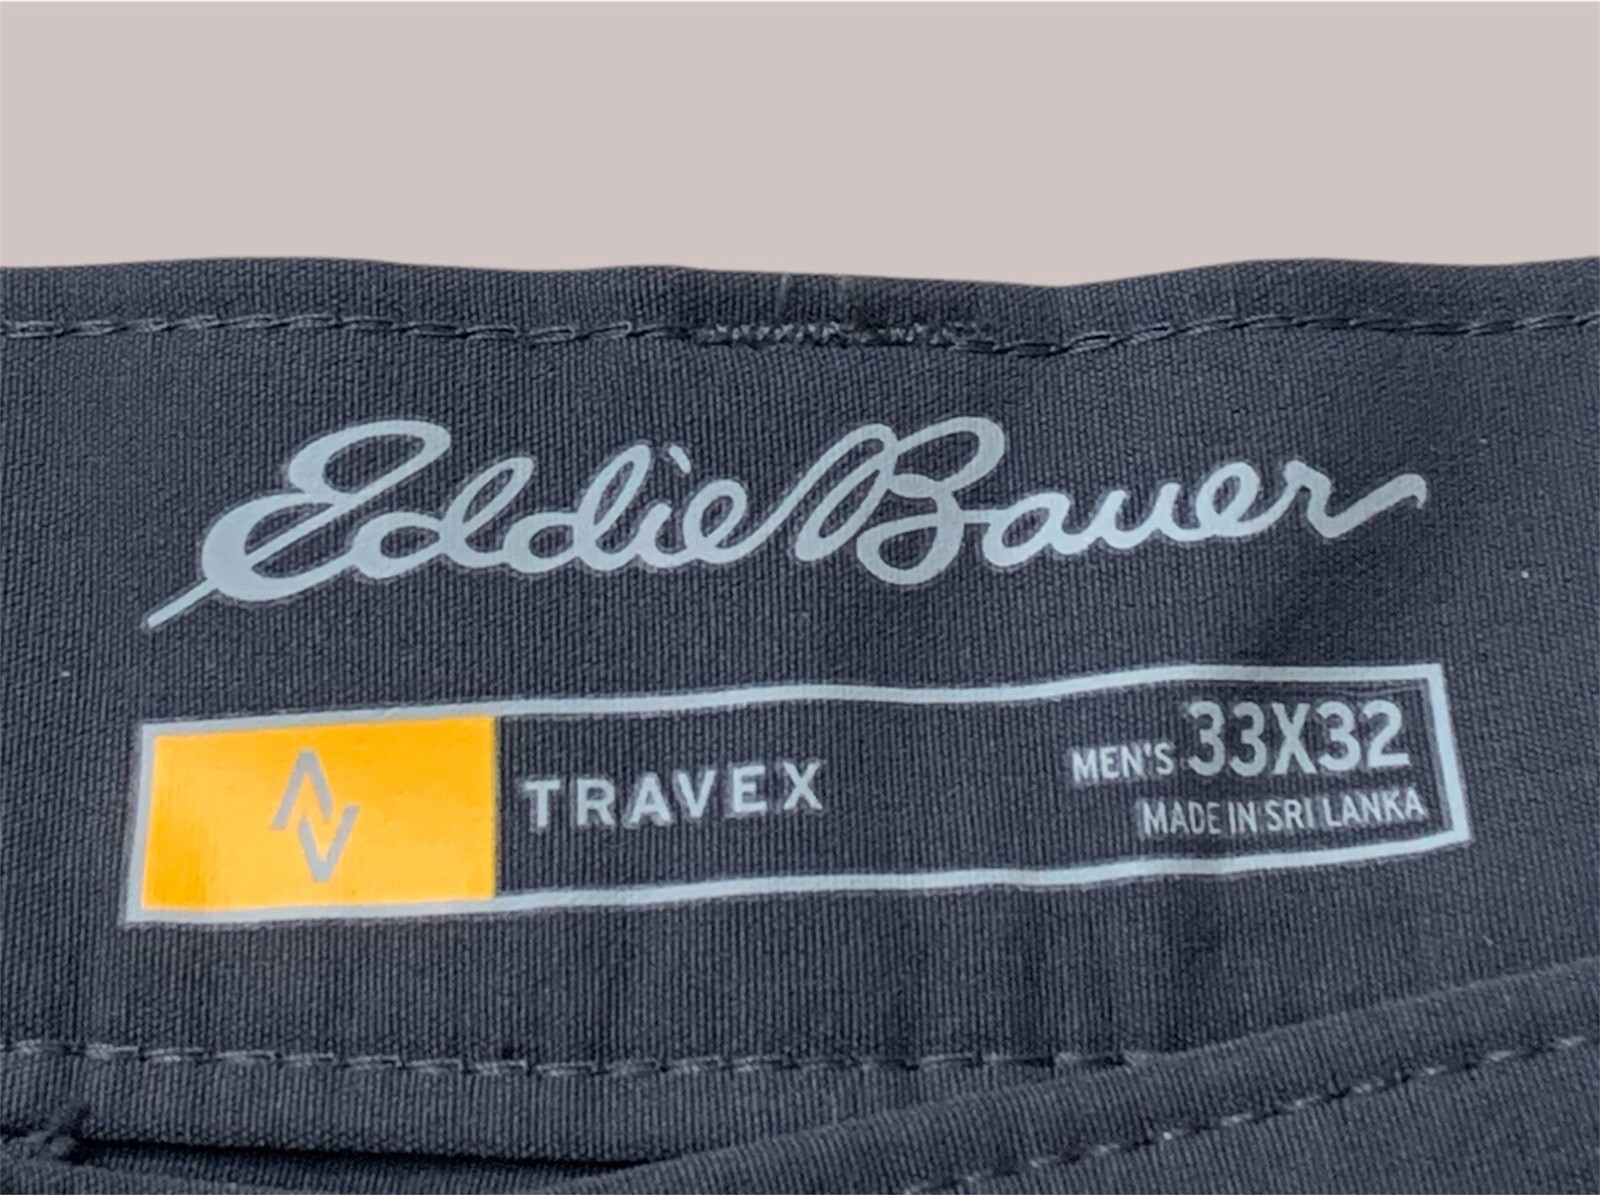 Eddie Bauer
TRAVEX
MEN'S 33X32
MADE IN SRI LANKA